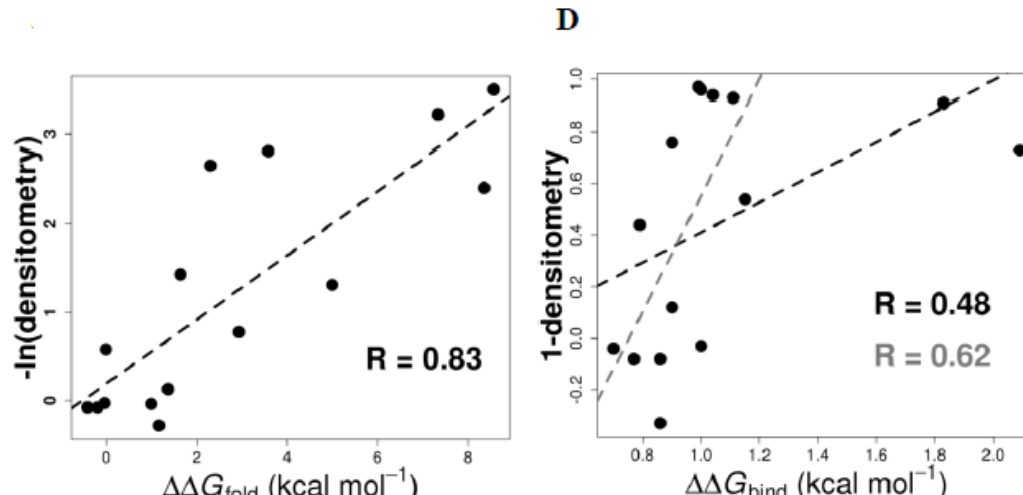 D
-ln(densitometry)
3
2
1
0
R = 0.83
0 2 4 6 8
ΔΔGfold (kcal mol⁻¹)
1-densitometry
1.0
0.8
0.6
0.4
0.2
0.0
-0.2
R = 0.48
R = 0.62
0.8 1.0 1.2 1.4 1.6 1.8 2.0
ΔΔGbind (kcal mol⁻¹)